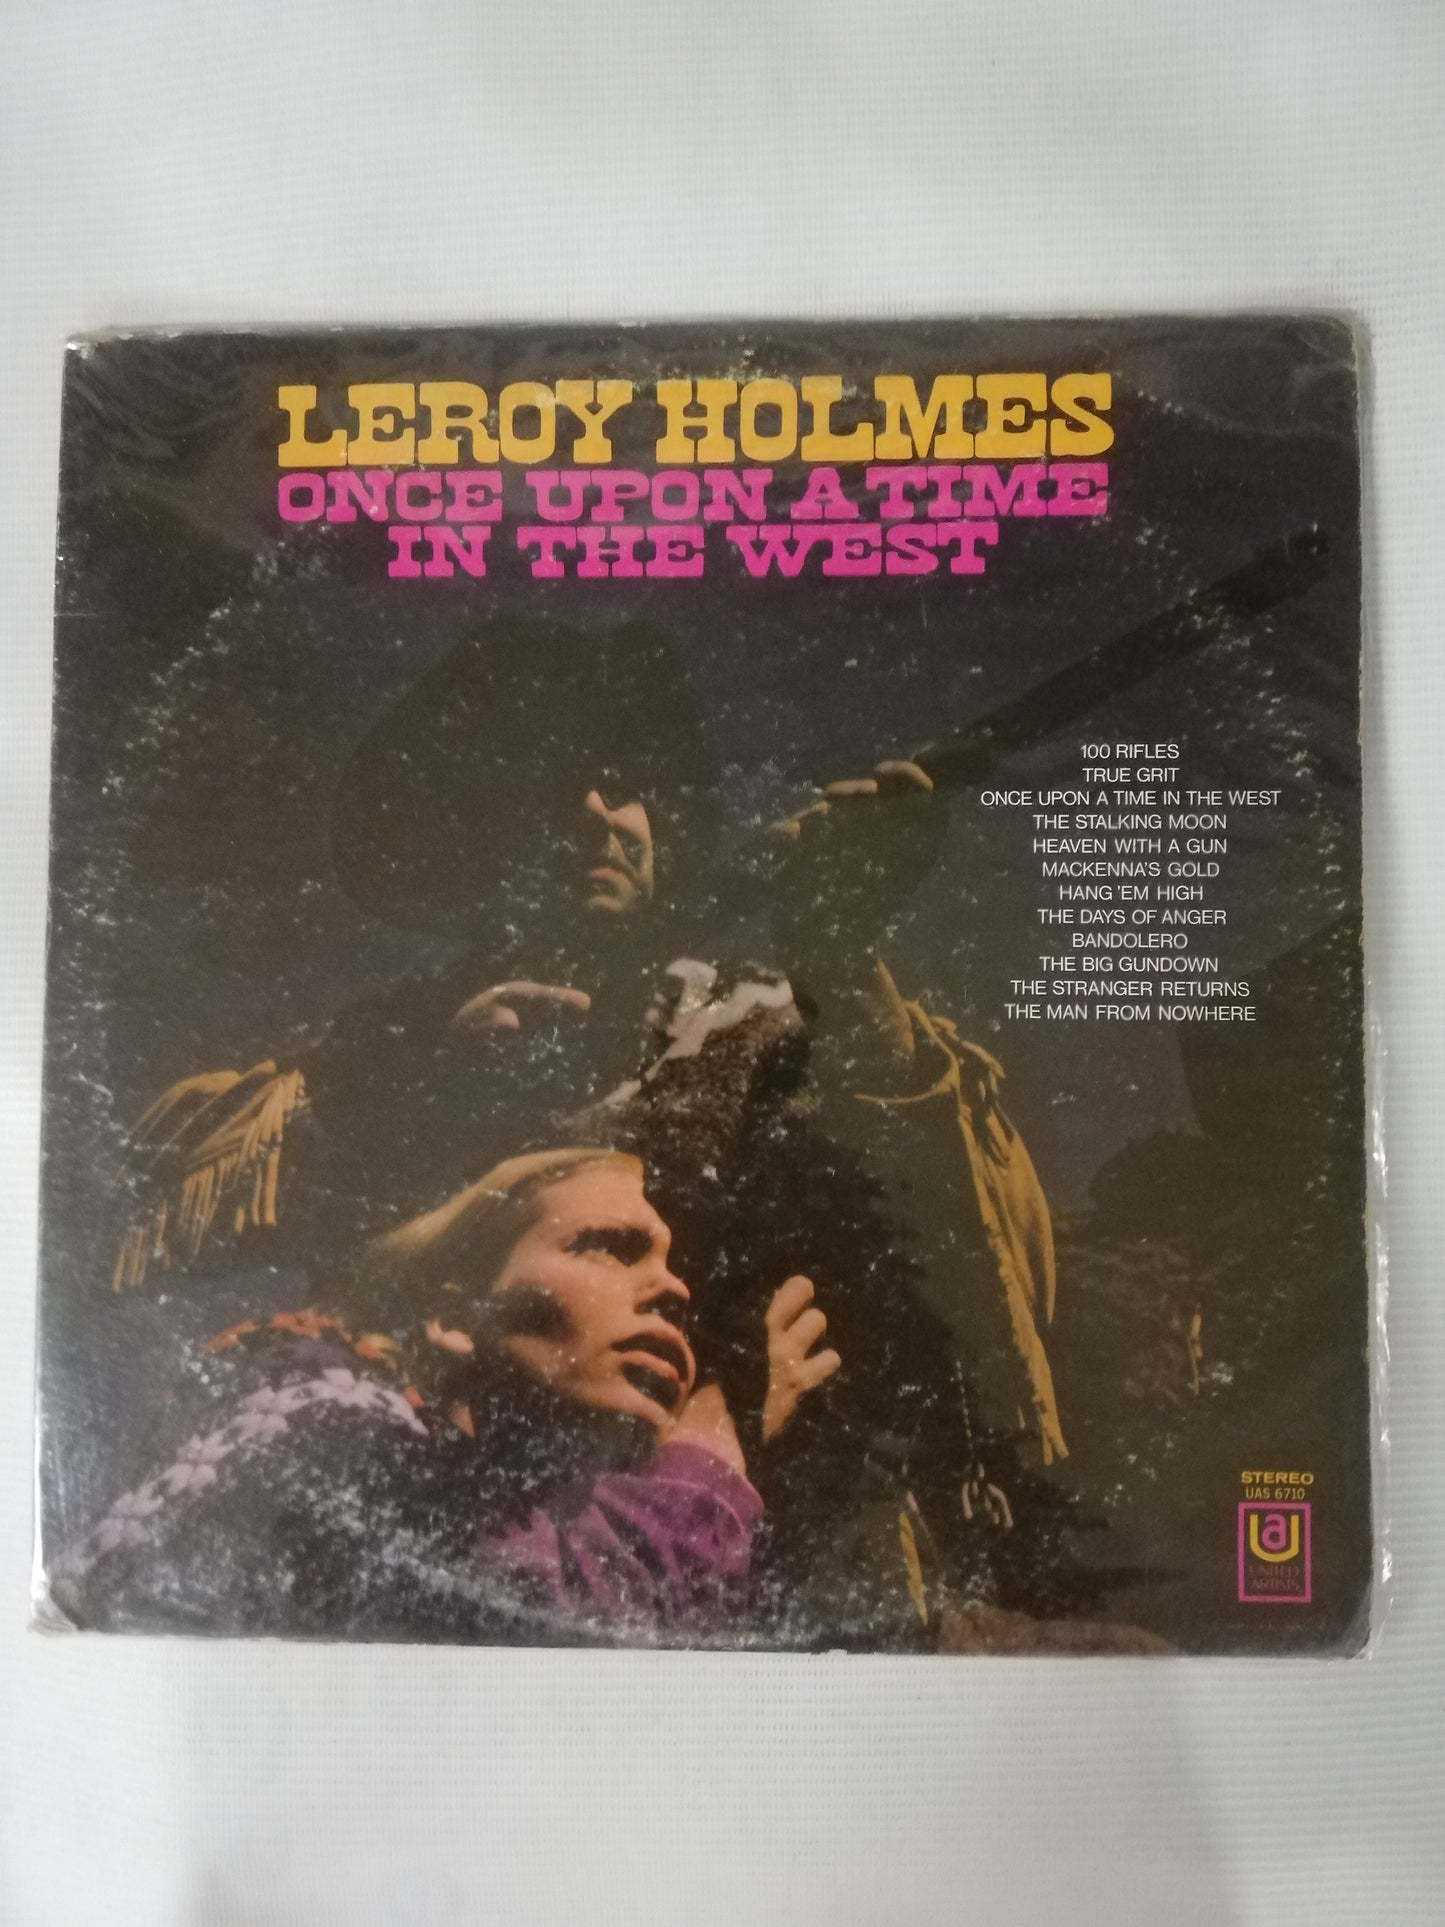 LEROY HOLMES
ONCE UPON A TIME
IN THE WEST
100 RIFLES
TRUE GRIT
ONCE UPON A TIME IN THE WEST
THE STALKING MOON
HEAVEN WITH A GUN
MACKENNA'S GOLD
HANG 'EM HIGH
THE DAYS OF ANGER
BANDOLERO
THE BIG GUNDOWN
THE STRANGER RETURNS
THE MAN FROM NOWHERE
STEREO
UAS 6710
ua
UNITED
ARTISTS